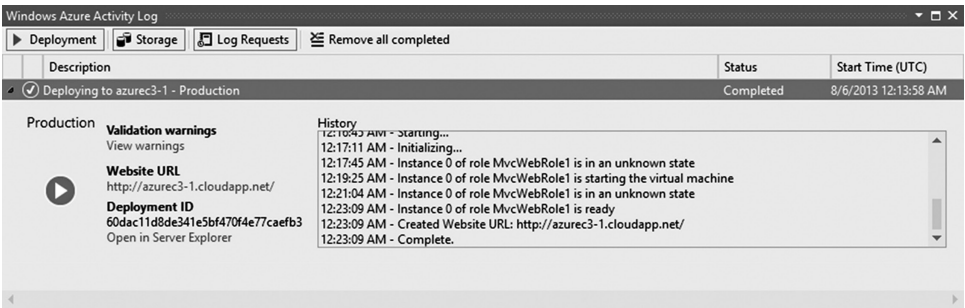 Windows Azure Activity Log
Deployment Storage Log Requests Remove all completed
Description Status Start Time (UTC)
Deploying to azurec3-1 - Production Completed 8/6/2013 12:13:58 AM
Production
Validation warnings
View warnings
Website URL
http://azurec3-1.cloudapp.net/
Deployment ID
60dac11d8de341e5bf470f4e77caefb3
Open in Server Explorer
History
12:16:45 AM - Starting...
12:17:11 AM - Initializing...
12:17:45 AM - Instance 0 of role MvcWebRole1 is in an unknown state
12:19:25 AM - Instance 0 of role MvcWebRole1 is starting the virtual machine
12:21:04 AM - Instance 0 of role MvcWebRole1 is in an unknown state
12:23:09 AM - Instance 0 of role MvcWebRole1 is ready
12:23:09 AM - Created Website URL: http://azurec3-1.cloudapp.net/
12:23:09 AM - Complete.